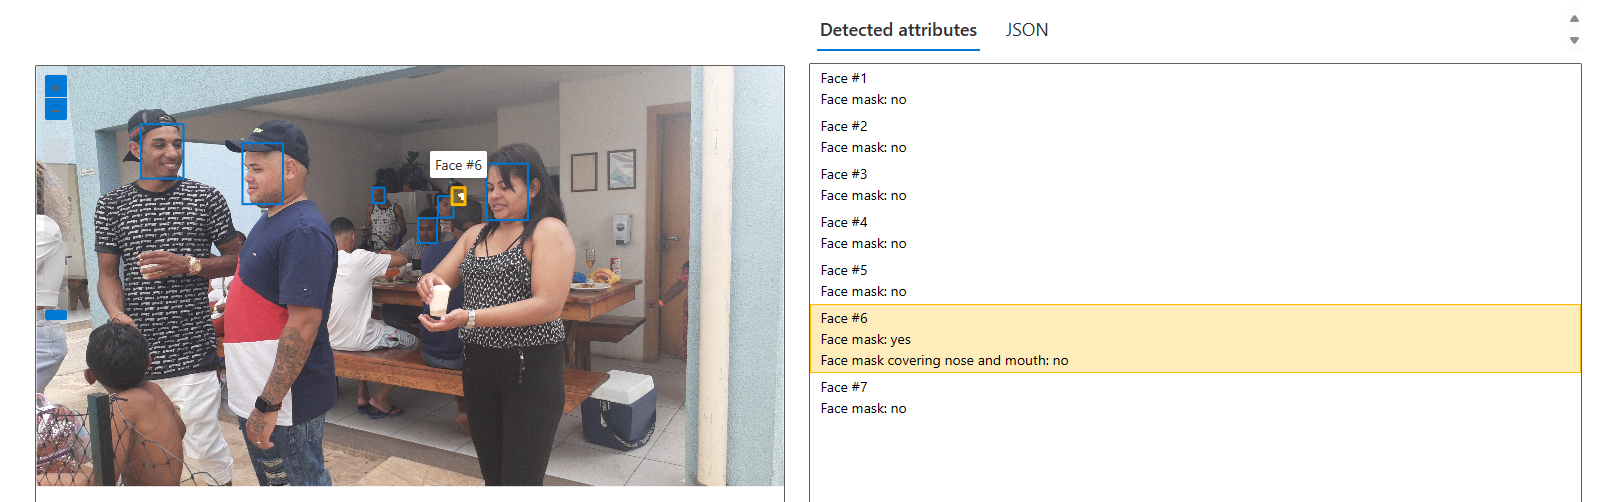 Detected attributes
JSON
Face #6
Face #1
Face mask: no
Face #2
Face mask: no
Face #3
Face mask: no
Face #4
Face mask: no
Face #5
Face mask: no
Face #6
Face mask: yes
Face mask covering nose and mouth: no
Face #7
Face mask: no